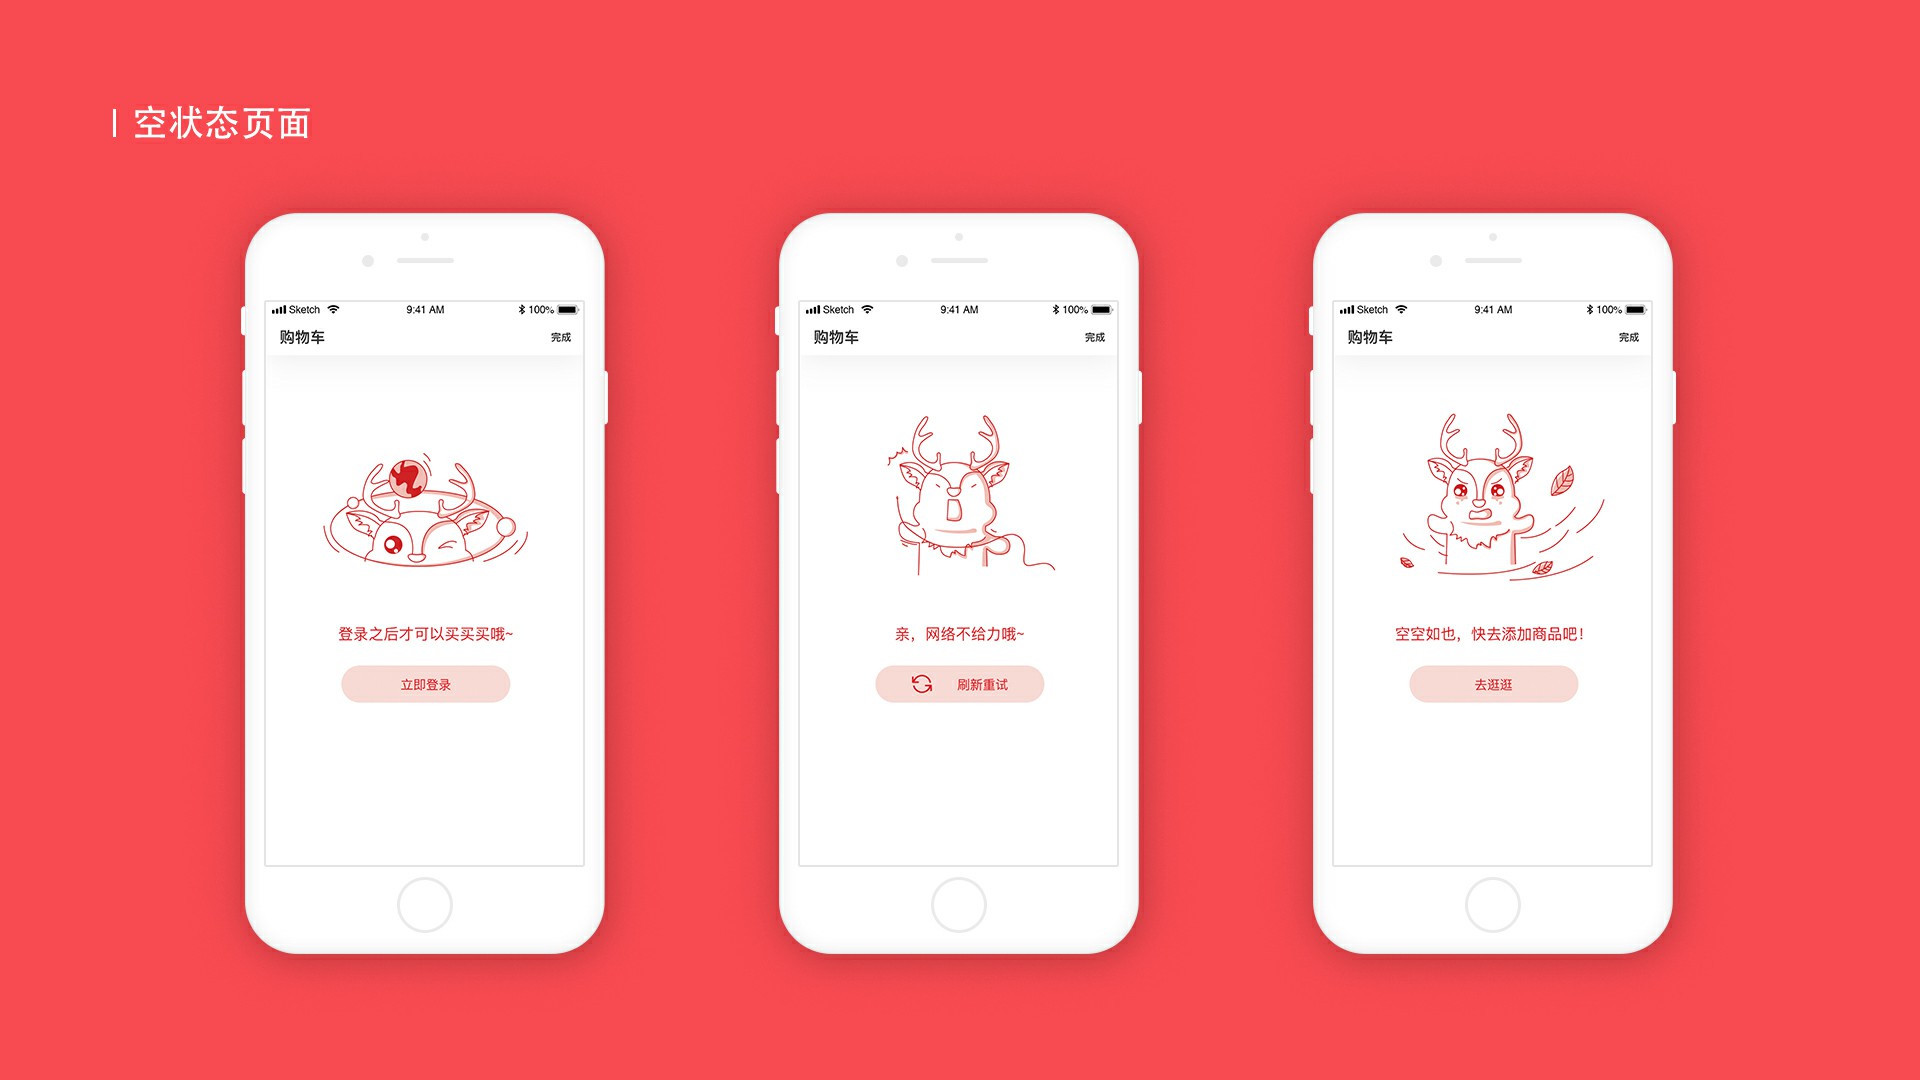 空状态页面
Sketch 9:41 AM 100%
购物车 完成
登录之后才可以买买买哦~
立即登录
Sketch 9:41 AM 100%
购物车 完成
亲，网络不给力哦~
刷新重试
Sketch 9:41 AM 100%
购物车 完成
空空如也，快去添加商品吧！
去逛逛